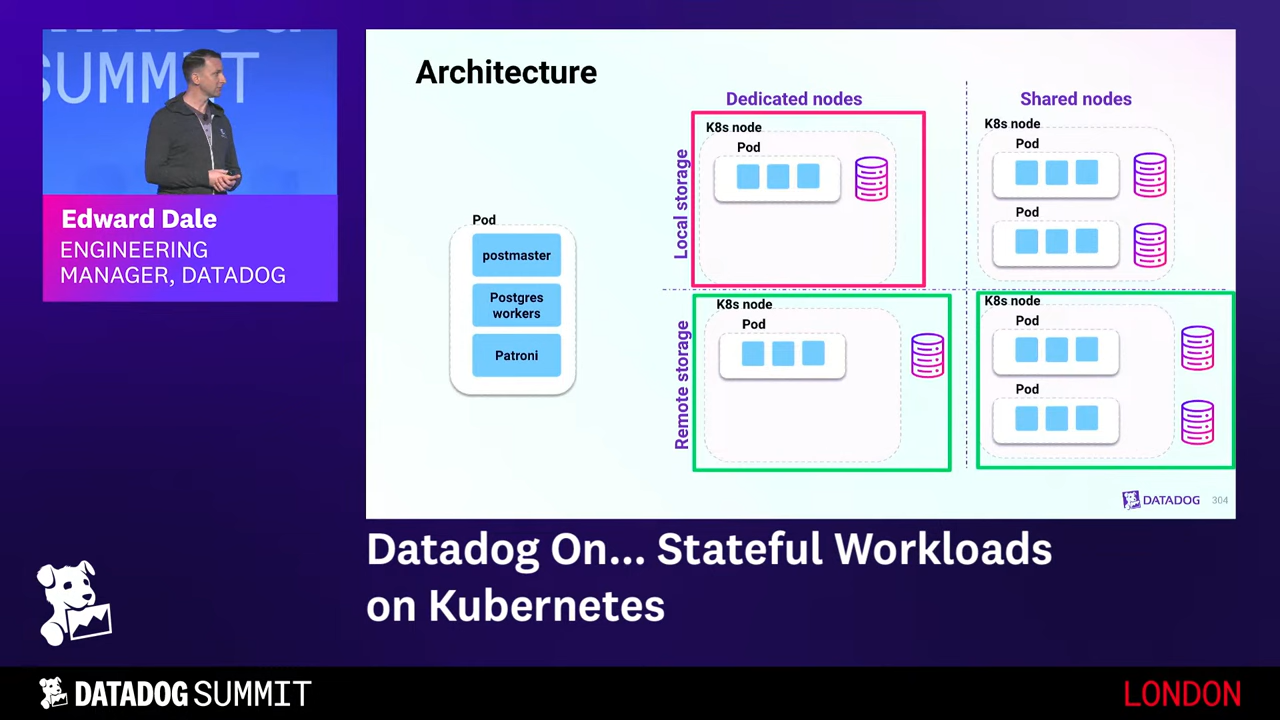 SUMMIT
Edward Dale
ENGINEERING
MANAGER, DATADOG
Architecture
Pod
postmaster
Postgres
workers
Patroni
Dedicated nodes
Shared nodes
Local storage
K8s node
Pod
K8s node
Pod
Pod
Remote storage
K8s node
Pod
K8s node
Pod
Pod
DATADOG
304
Datadog On... Stateful Workloads
on Kubernetes
DATADOG SUMMIT
LONDON